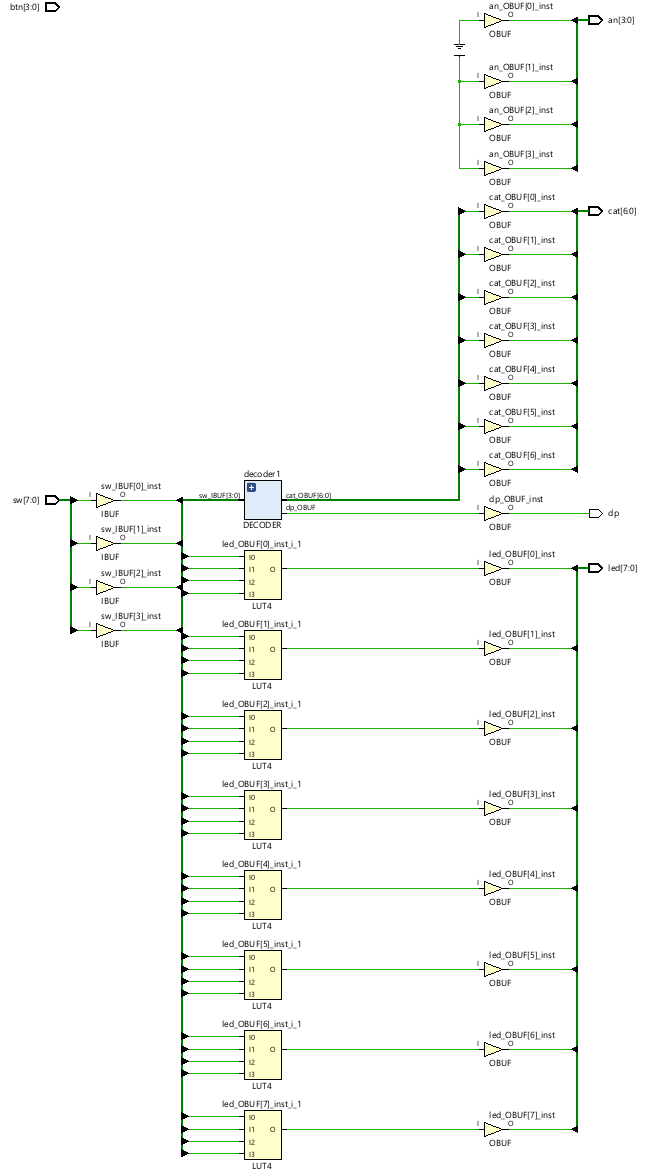 btn[3:0]
an_OBUF[0]_inst
I O
OBUF
an[3:0]
an_OBUF[1]_inst
I O
OBUF
an_OBUF[2]_inst
I O
OBUF
an_OBUF[3]_inst
I O
OBUF
cat_OBUF[0]_inst
I O
OBUF
cat[6:0]
cat_OBUF[1]_inst
I O
OBUF
cat_OBUF[2]_inst
I O
OBUF
cat_OBUF[3]_inst
I O
OBUF
cat_OBUF[4]_inst
I O
OBUF
cat_OBUF[5]_inst
I O
OBUF
cat_OBUF[6]_inst
I O
OBUF
sw[7:0]
sw_IBUF[0]_inst
I O
IBUF
sw_IBUF[1]_inst
I O
IBUF
sw_IBUF[2]_inst
I O
IBUF
sw_IBUF[3]_inst
I O
IBUF
decoder1
sw_IBUF[3:0] cat_OBUF[6:0]
dp_OBUF
DECODER
dp_OBUF_inst
I O
OBUF
dp
led_OBUF[0]_inst_i_1
I0
I1 O
I2
I3
LUT4
led_OBUF[0]_inst
I O
OBUF
led[7:0]
led_OBUF[1]_inst_i_1
I0
I1 O
I2
I3
LUT4
led_OBUF[1]_inst
I O
OBUF
led_OBUF[2]_inst_i_1
I0
I1 O
I2
I3
LUT4
led_OBUF[2]_inst
I O
OBUF
led_OBUF[3]_inst_i_1
I0
I1 O
I2
I3
LUT4
led_OBUF[3]_inst
I O
OBUF
led_OBUF[4]_inst_i_1
I0
I1 O
I2
I3
LUT4
led_OBUF[4]_inst
I O
OBUF
led_OBUF[5]_inst_i_1
I0
I1 O
I2
I3
LUT4
led_OBUF[5]_inst
I O
OBUF
led_OBUF[6]_inst_i_1
I0
I1 O
I2
I3
LUT4
led_OBUF[6]_inst
I O
OBUF
led_OBUF[7]_inst_i_1
I0
I1 O
I2
I3
LUT4
led_OBUF[7]_inst
I O
OBUF